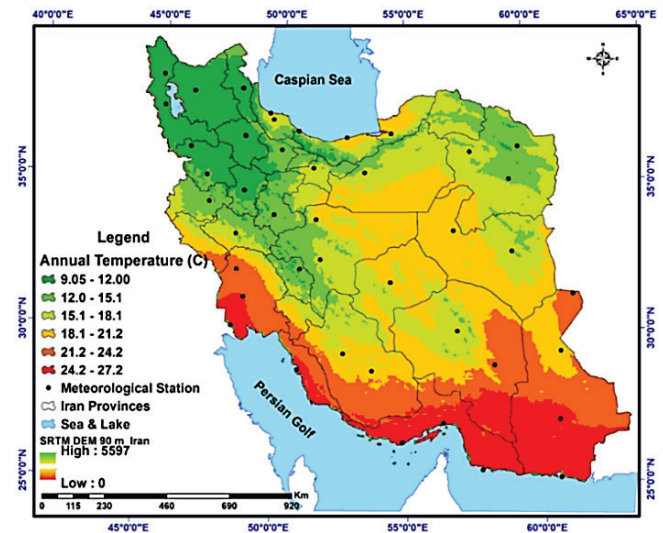 40°0'0"E 45°0'0"E 50°0'0"E 55°0'0"E 60°0'0"E 65°0'0"E
Caspian Sea
35°0'0"N 35°0'0"N
Legend
Annual Temperature (C)
9.05 - 12.00
12.0 - 15.1
15.1 - 18.1
18.1 - 21.2
21.2 - 24.2
24.2 - 27.2
Meteorological Station
Iran Provinces
Sea & Lake
SRTM DEM 90 m_Iran
High : 5597
Low : 0
30°0'0"N 30°0'0"N
Persian Golf
25°0'0"N 25°0'0"N
Km
0 115 230 460 690 920
45°0'0"E 50°0'0"E 55°0'0"E 60°0'0"E